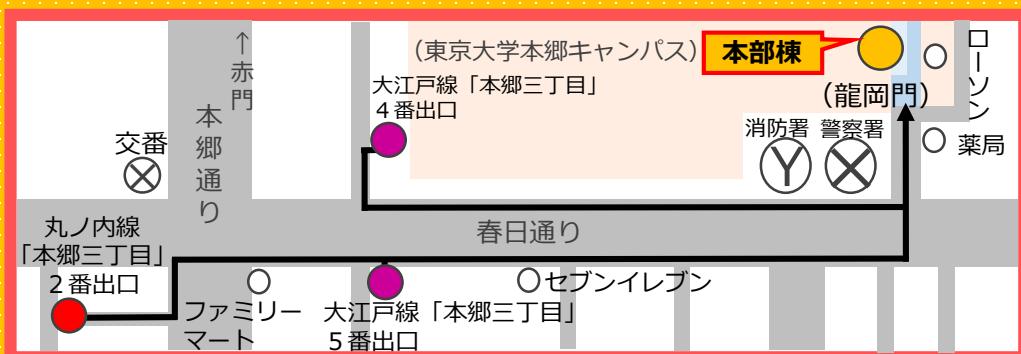 ↑赤門
本郷通り
交番
（東京大学本郷キャンパス）
本部棟
大江戸線「本郷三丁目」
４番出口
（龍岡門）
ローソン
消防署
警察署
薬局
春日通り
丸ノ内線
「本郷三丁目」
２番出口
ファミリー
マート
大江戸線「本郷三丁目」
５番出口
セブンイレブン